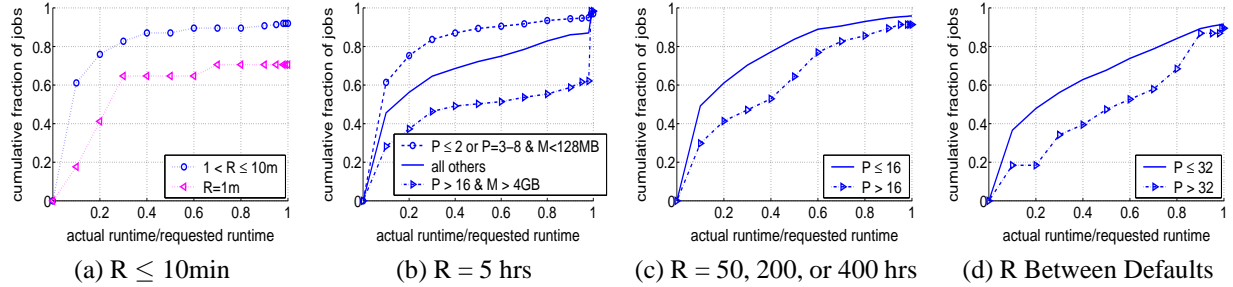 cumulative fraction of jobs
1
0.8
0.6
0.4
0.2
0
0 0.2 0.4 0.6 0.8 1
1 < R ≤ 10m
R=1m
actual runtime/requested runtime
(a) R ≤ 10min
cumulative fraction of jobs
1
0.8
0.6
0.4
0.2
0
0 0.2 0.4 0.6 0.8 1
P ≤ 2 or P=3−8 & M<128MB
all others
P > 16 & M > 4GB
actual runtime/requested runtime
(b) R = 5 hrs
cumulative fraction of jobs
1
0.8
0.6
0.4
0.2
0
0 0.2 0.4 0.6 0.8 1
P ≤ 16
P > 16
actual runtime/requested runtime
(c) R = 50, 200, or 400 hrs
cumulative fraction of jobs
1
0.8
0.6
0.4
0.2
0
0 0.2 0.4 0.6 0.8 1
P ≤ 32
P > 32
actual runtime/requested runtime
(d) R Between Defaults